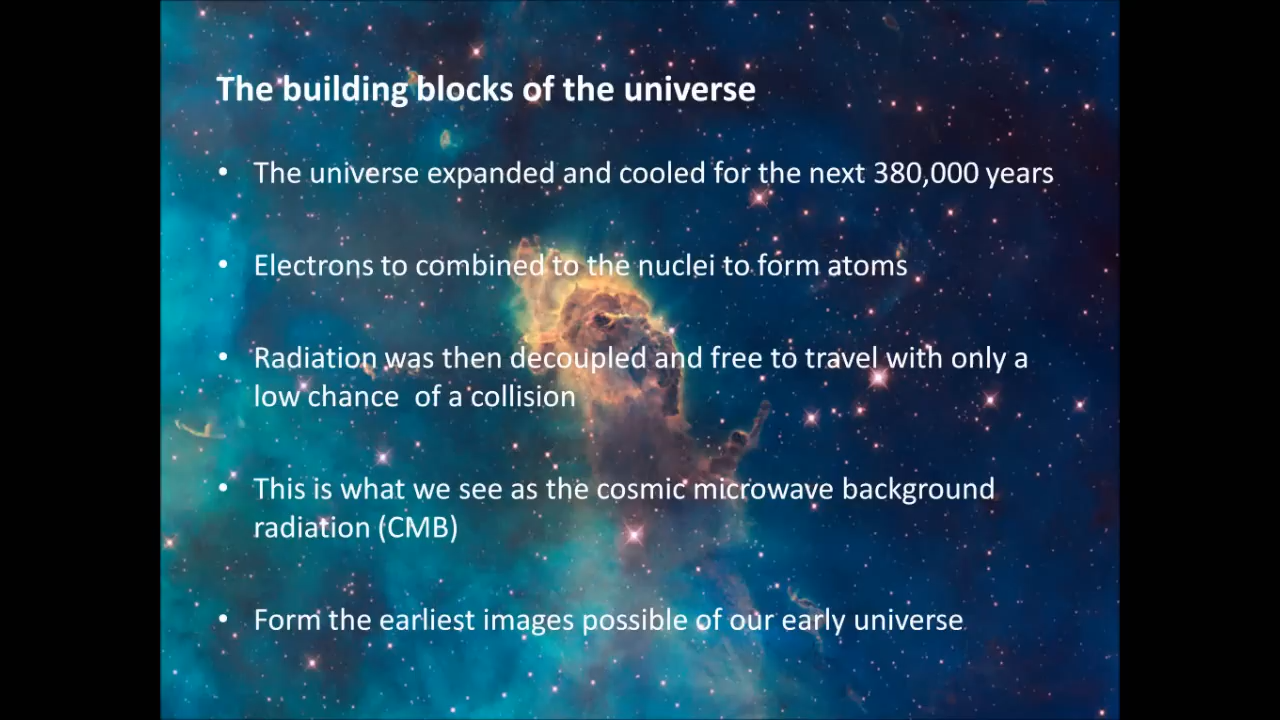 The building blocks of the universe
• The universe expanded and cooled for the next 380,000 years
• Electrons to combined to the nuclei to form atoms
• Radiation was then decoupled and free to travel with only a
low chance  of a collision
• This is what we see as the cosmic microwave background
radiation (CMB)
• Form the earliest images possible of our early universe